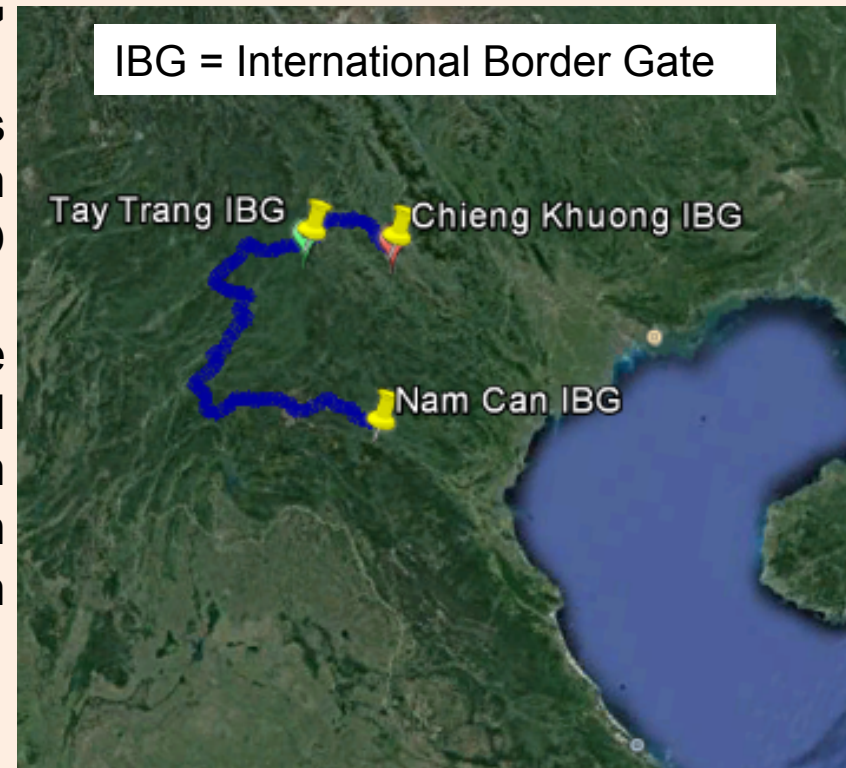 IBG = International Border Gate
Tay Trang IBG
Chieng Khuong IBG
Nam Can IBG